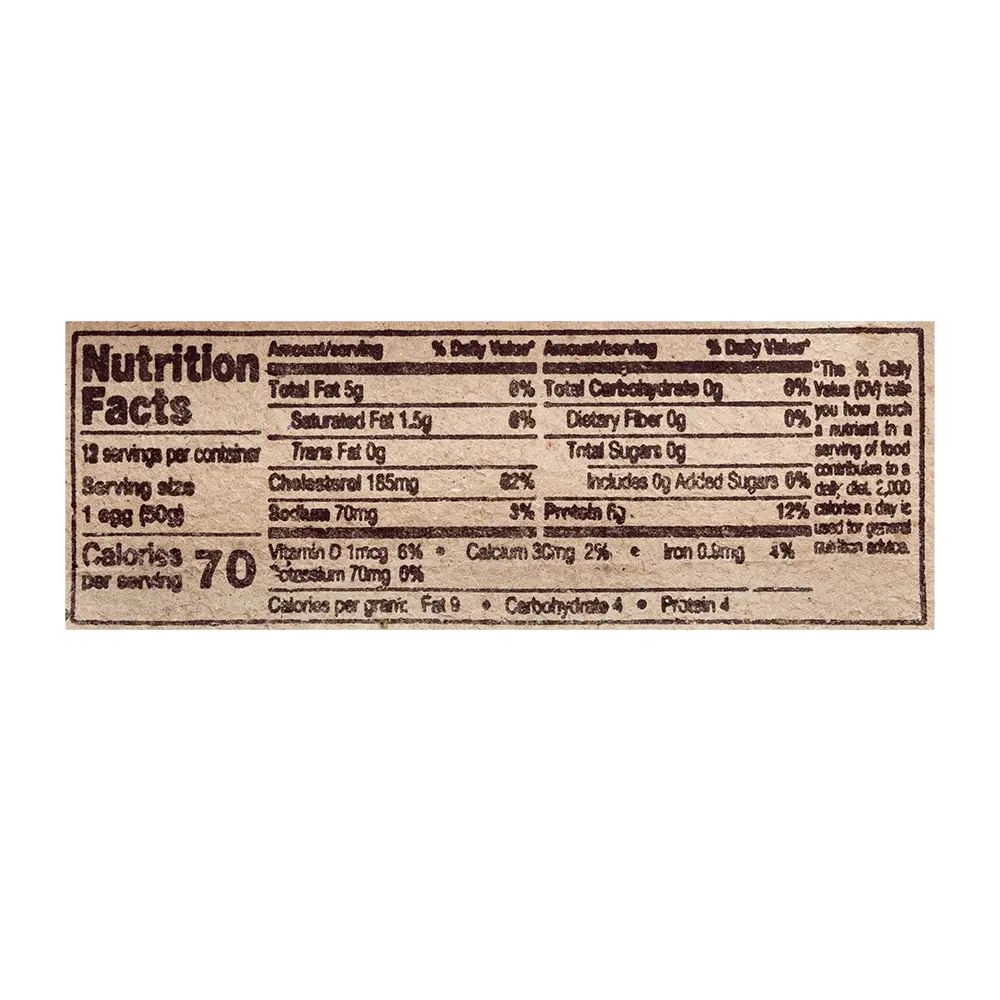 Nutrition
Facts
12 servings per container
Serving size
1 egg (50g)
Calories
per serving 70
Amount/serving % Daily Value*
Total Fat 5g 6%
Saturated Fat 1.5g 8%
Trans Fat 0g
Cholesterol 185mg 62%
Sodium 70mg 3%
Amount/serving % Daily Value*
Total Carbohydrate 0g 0%
Dietary Fiber 0g 0%
Total Sugars 0g
Includes 0g Added Sugars 0%
Protein 6g 12%
Vitamin D 1mcg 6% • Calcium 30mg 2% • Iron 0.9mg 4%
Potassium 70mg 0%
Calories per gram: Fat 9 • Carbohydrate 4 • Protein 4
*The % Daily
Value (DV) tells
you how much
a nutrient in a
serving of food
contributes to a
daily diet. 2,000
calories a day is
used for general
nutrition advice.